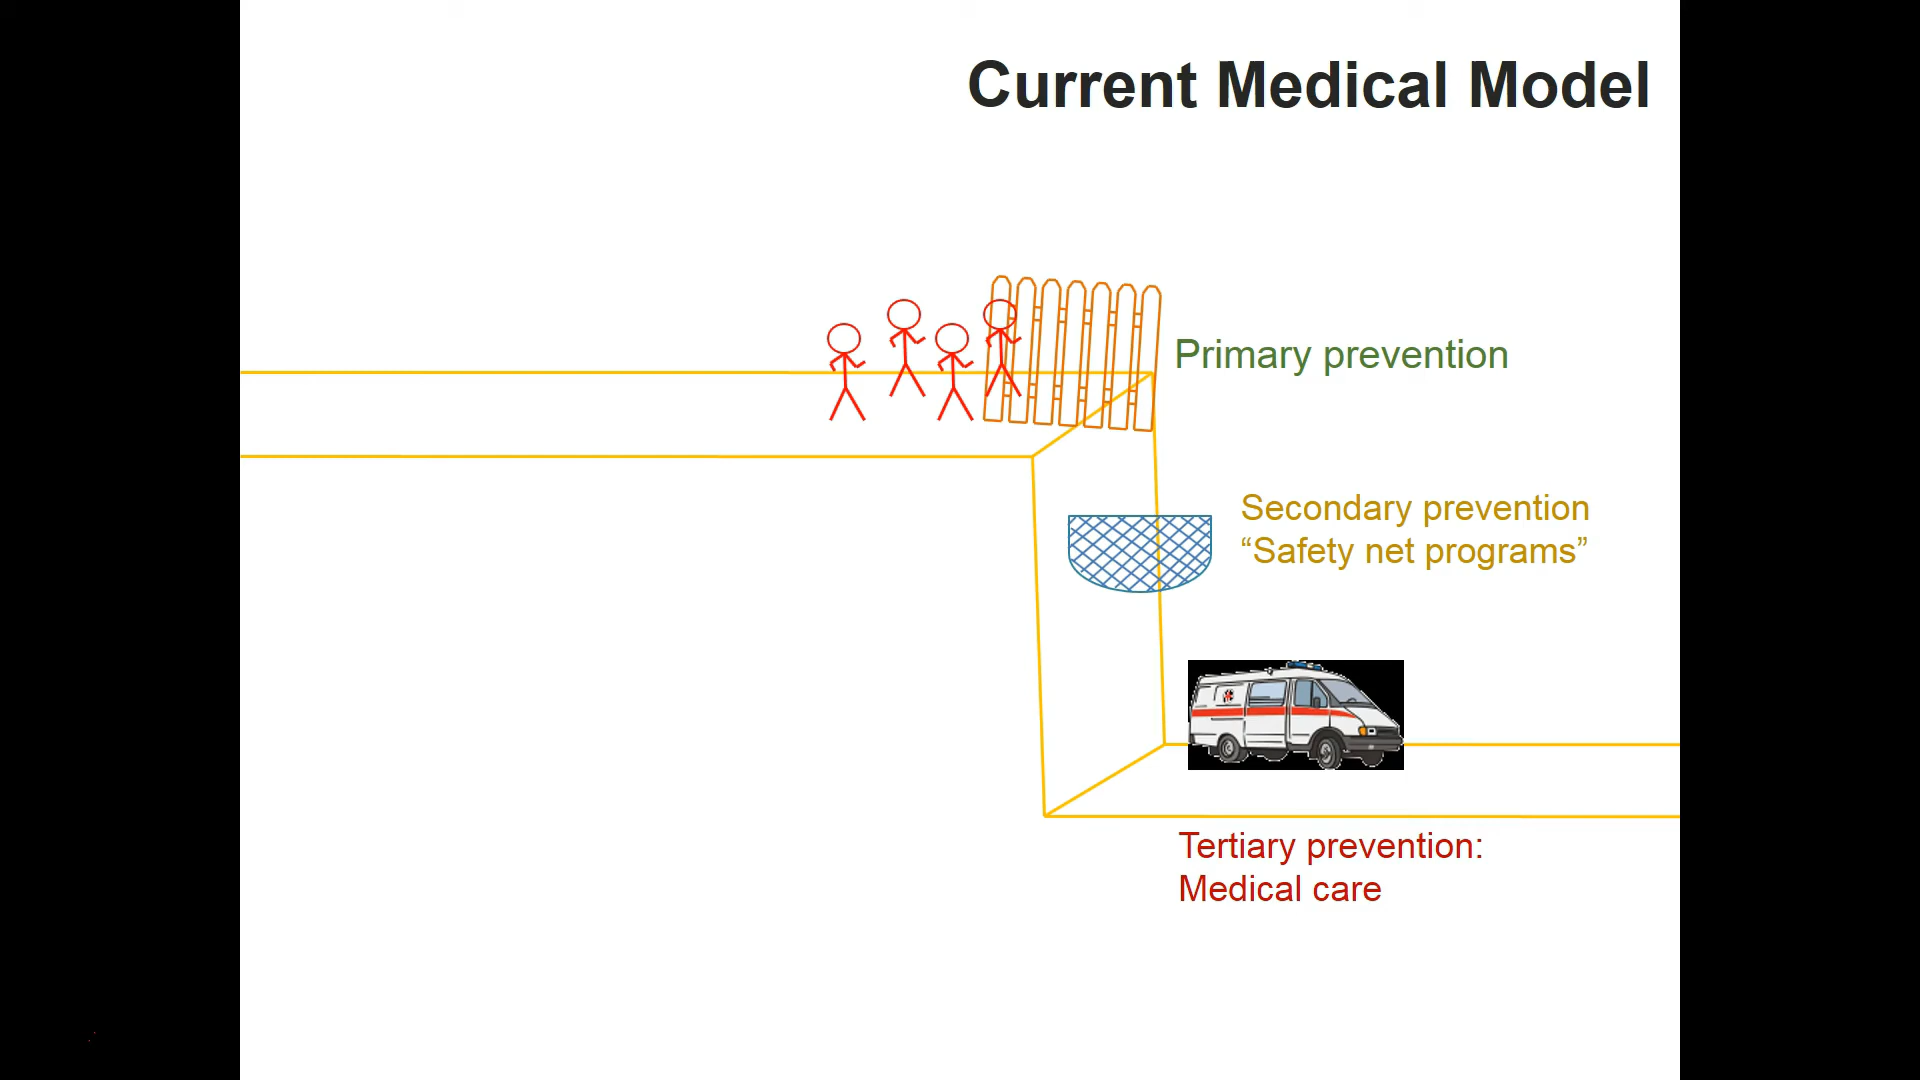 Current Medical Model
Primary prevention
Secondary prevention
“Safety net programs”
Tertiary prevention:
Medical care